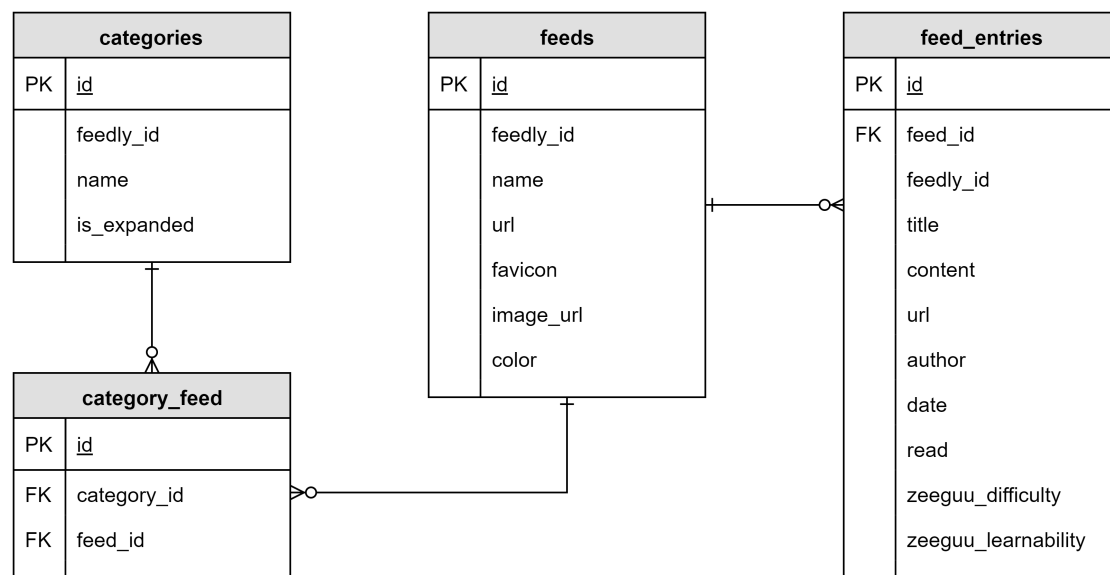 categories
PK id
feedly_id
name
is_expanded
category_feed
PK id
FK category_id
FK feed_id
feeds
PK id
feedly_id
name
url
favicon
image_url
color
feed_entries
PK id
FK feed_id
feedly_id
title
content
url
author
date
read
zeeguu_difficulty
zeeguu_learnability